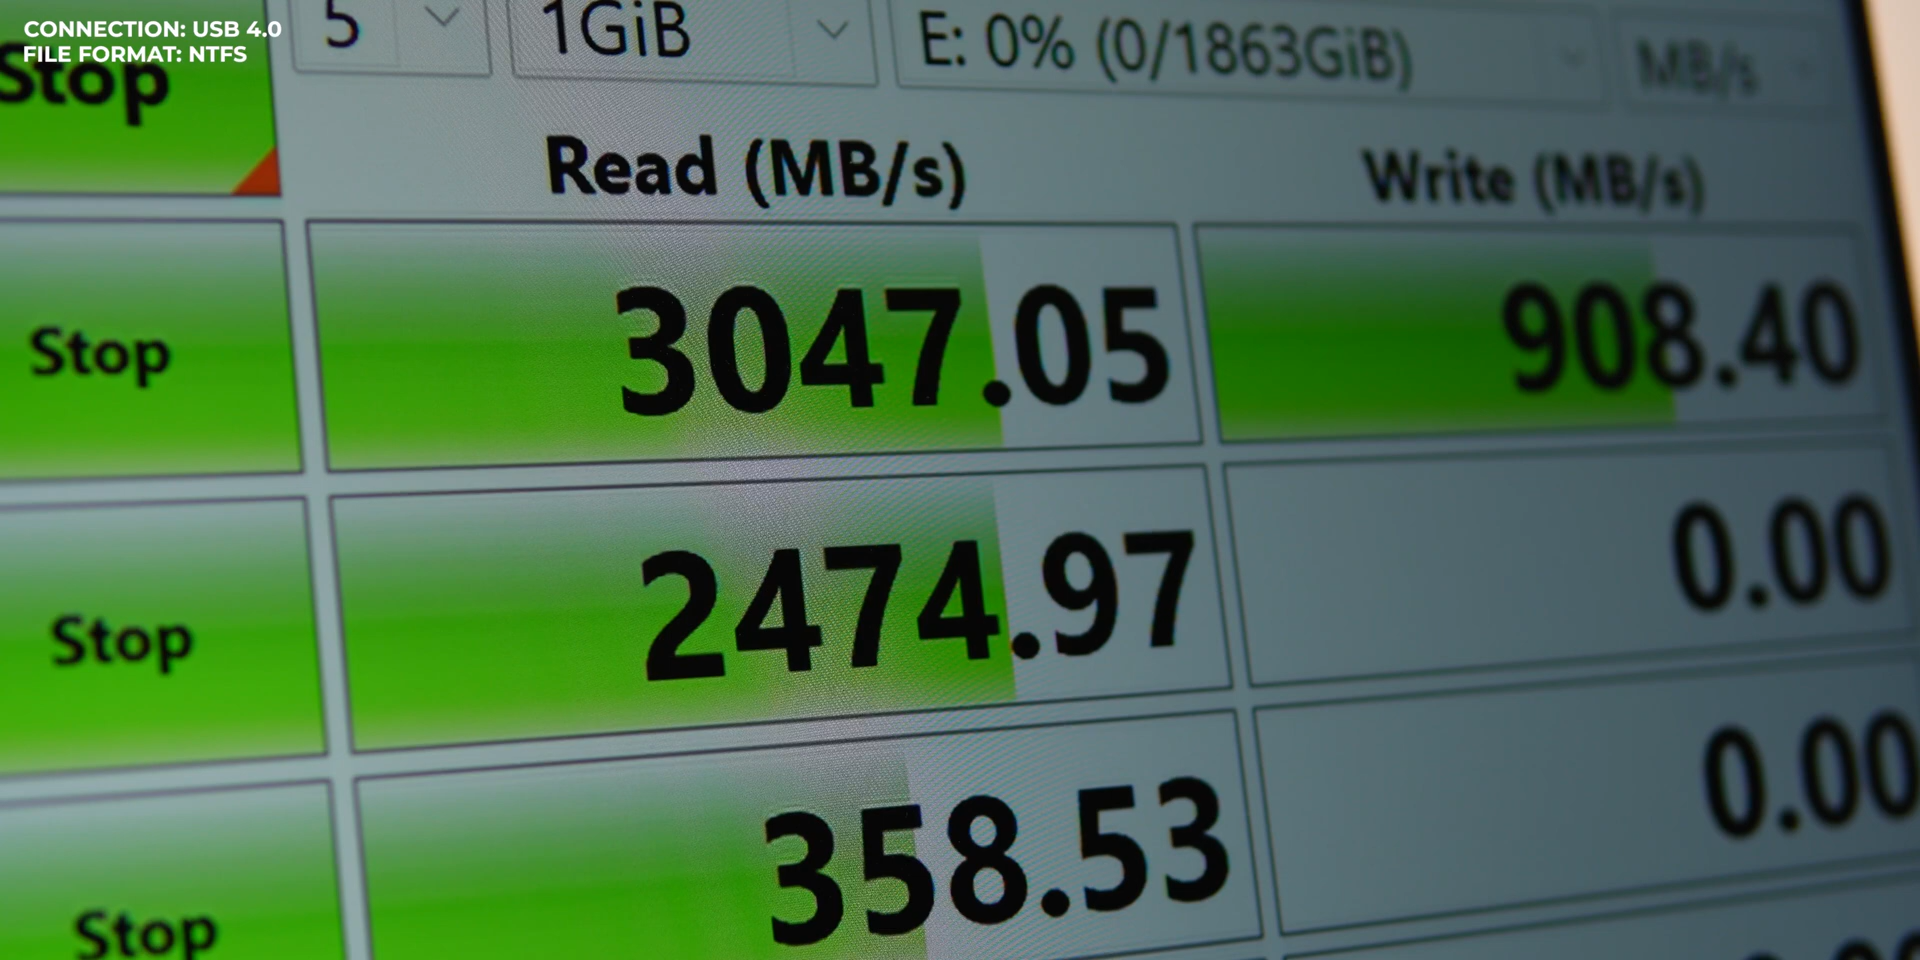 CONNECTION: USB 4.0
FILE FORMAT: NTFS
5 1GiB E: 0% (0/1863GiB) MB/s
Stop Read (MB/s) Write (MB/s)
Stop 3047.05 908.40
Stop 2474.97 0.00
Stop 358.53 0.00